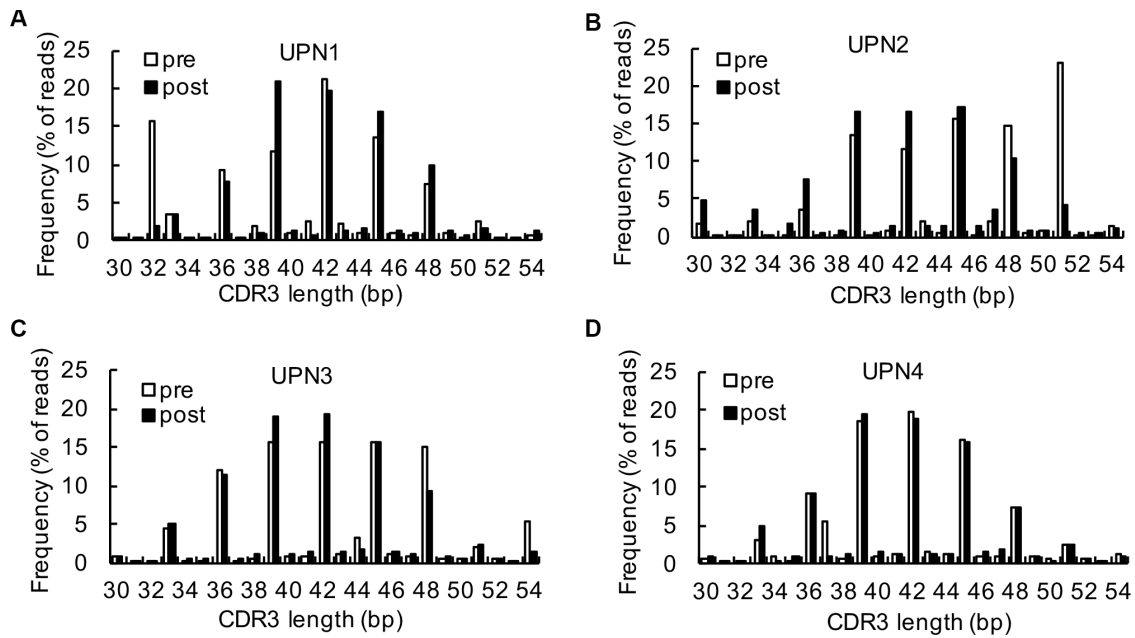 A
UPN1
pre
post
Frequency (% of reads)
25
20
15
10
5
0
30 32 34 36 38 40 42 44 46 48 50 52 54
CDR3 length (bp)
B
UPN2
pre
post
Frequency (% of reads)
25
20
15
10
5
0
30 32 34 36 38 40 42 44 46 48 50 52 54
CDR3 length (bp)
C
UPN3
pre
post
Frequency (% of reads)
25
20
15
10
5
0
30 32 34 36 38 40 42 44 46 48 50 52 54
CDR3 length (bp)
D
UPN4
pre
post
Frequency (% of reads)
25
20
15
10
5
0
30 32 34 36 38 40 42 44 46 48 50 52 54
CDR3 length (bp)